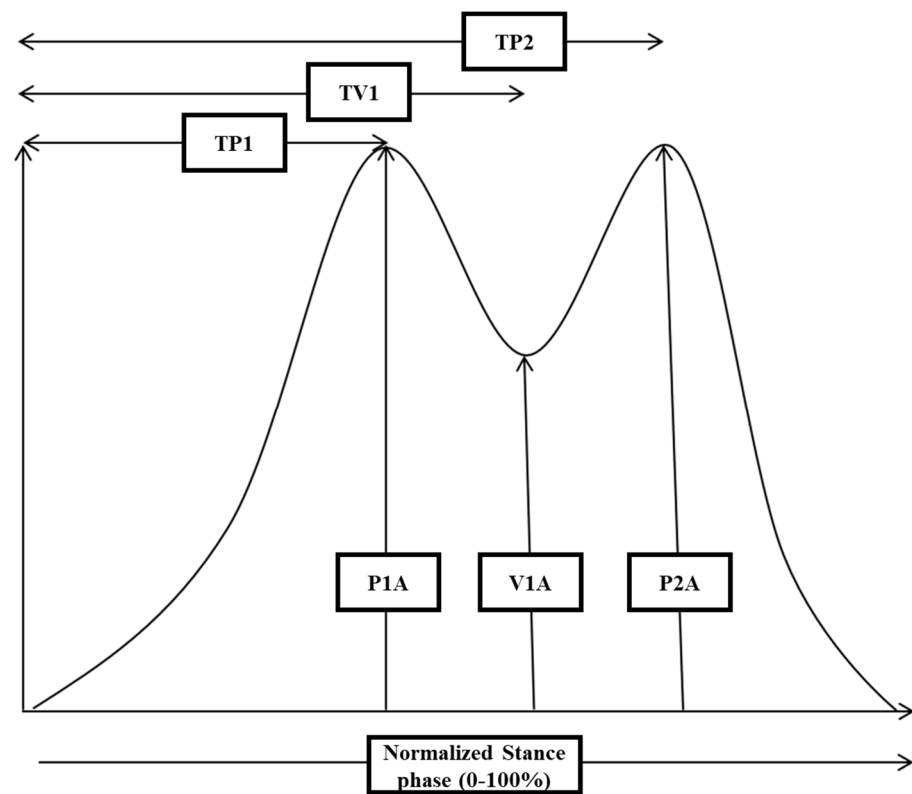 TP2
TV1
TP1
P1A
V1A
P2A
Normalized Stance
phase (0-100%)